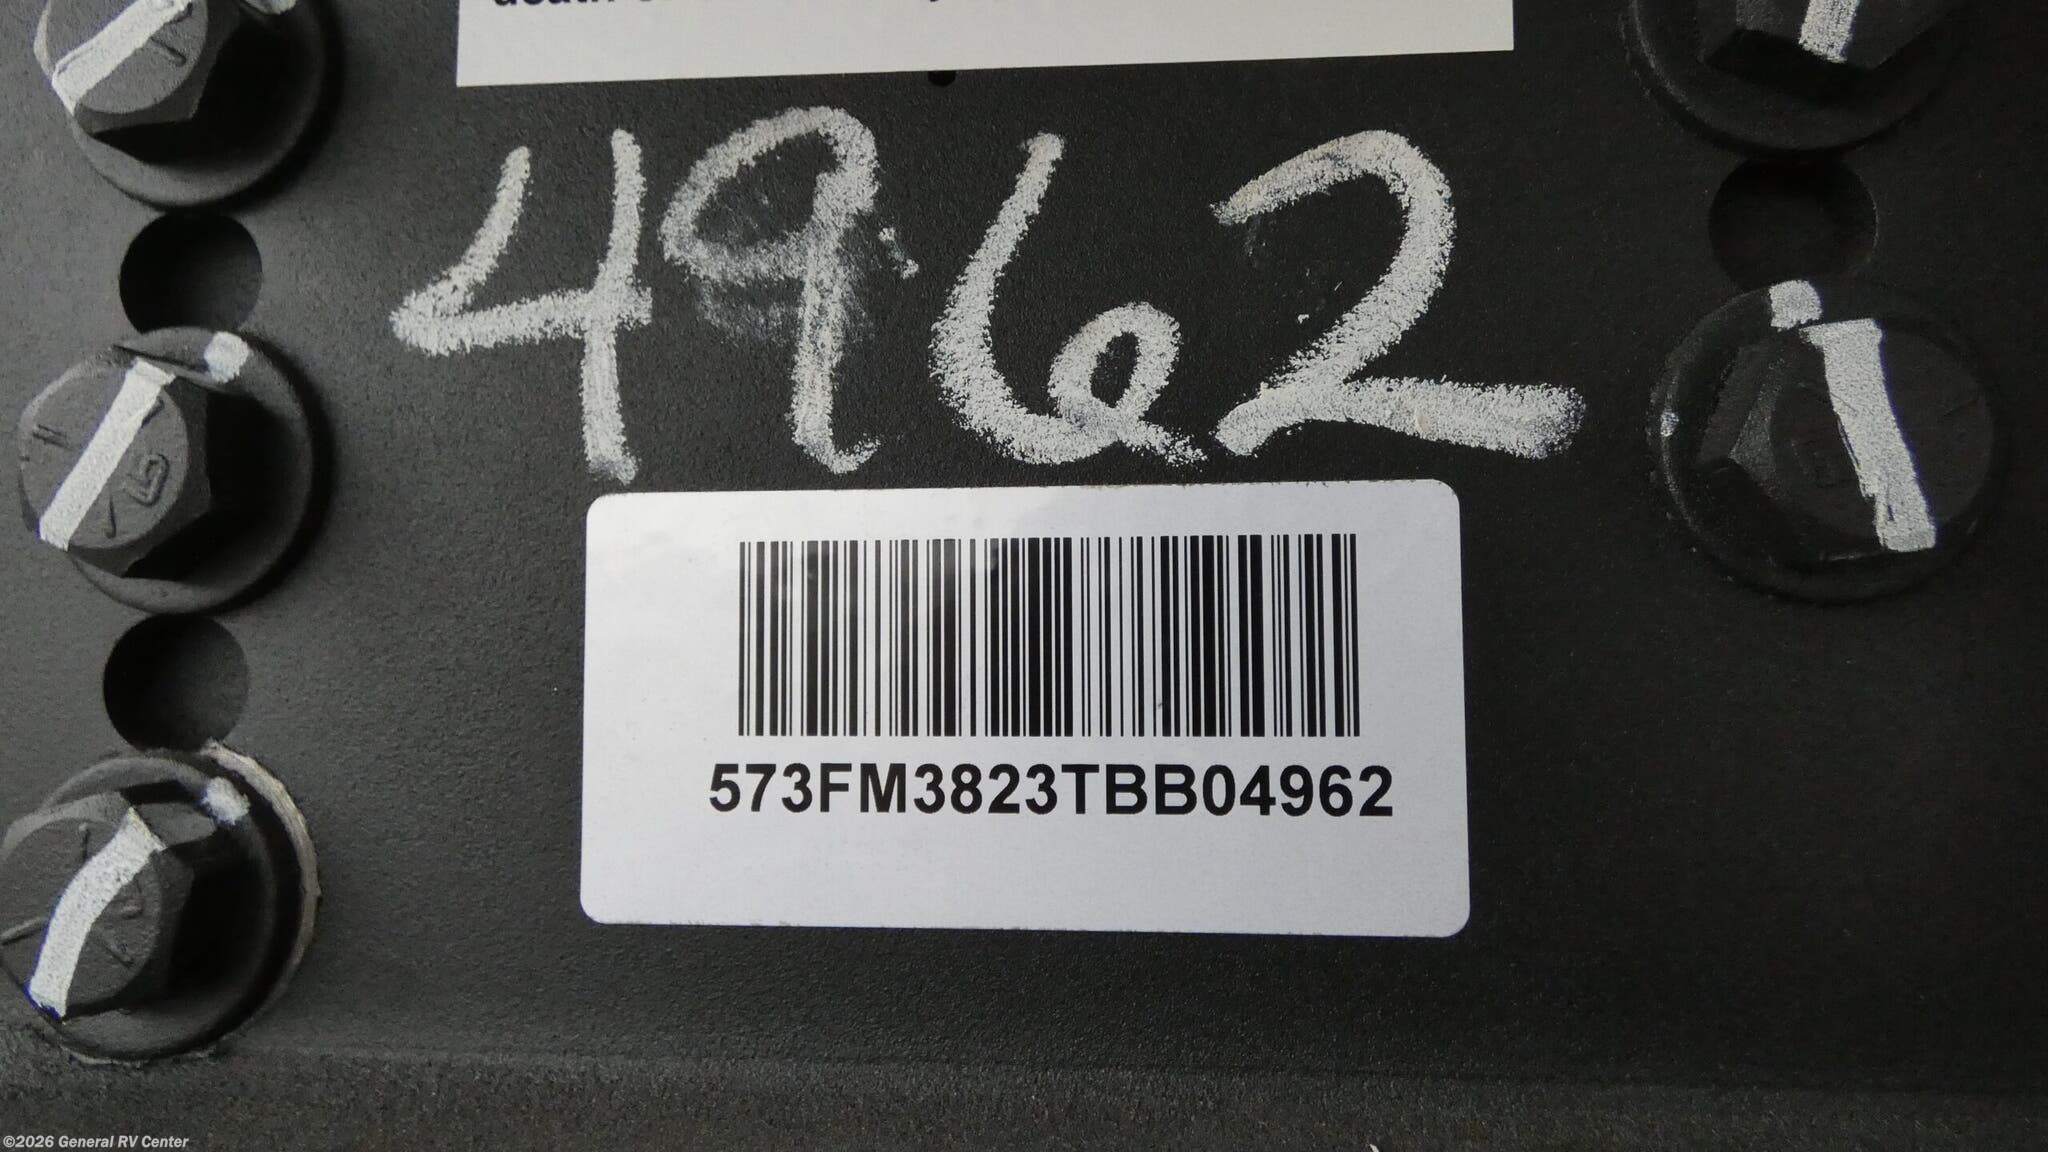 4962
573FM3823TBB04962
©2026 General RV Center